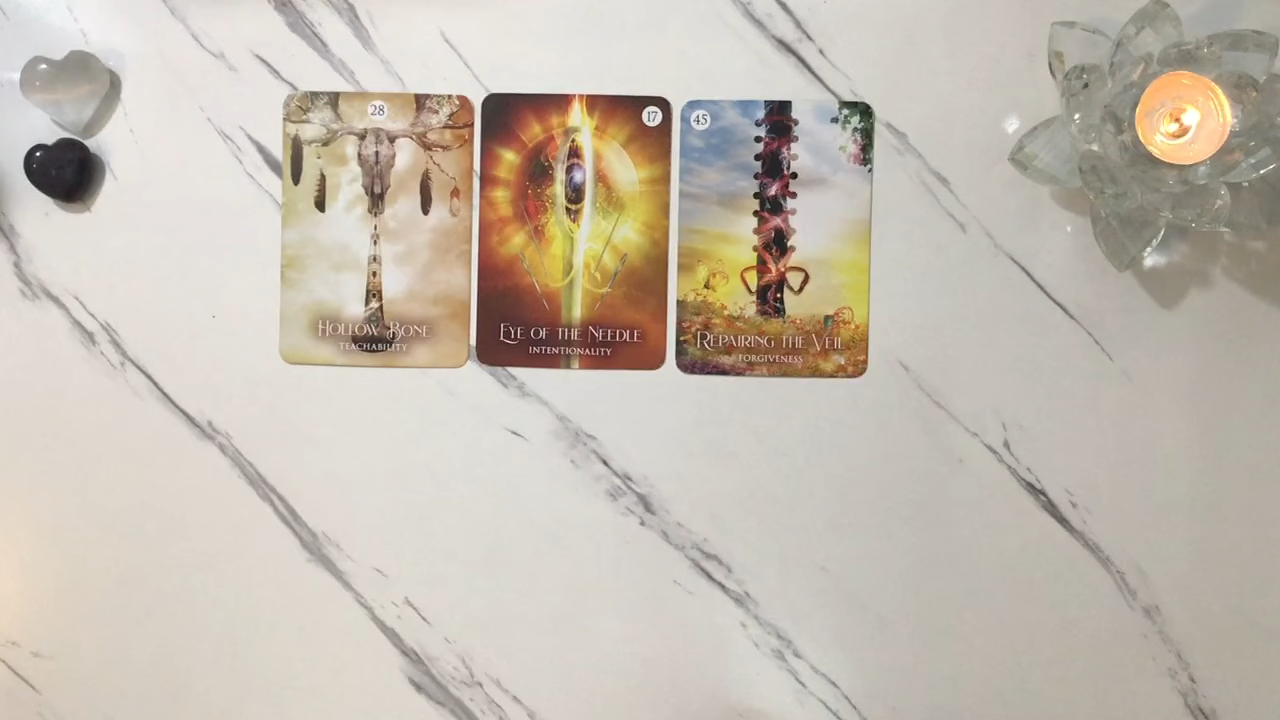 28
HOLLOW BONE
TEACHABILITY
17
EYE OF THE NEEDLE
INTENTIONALITY
45
REPAIRING THE VEIL
FORGIVENESS